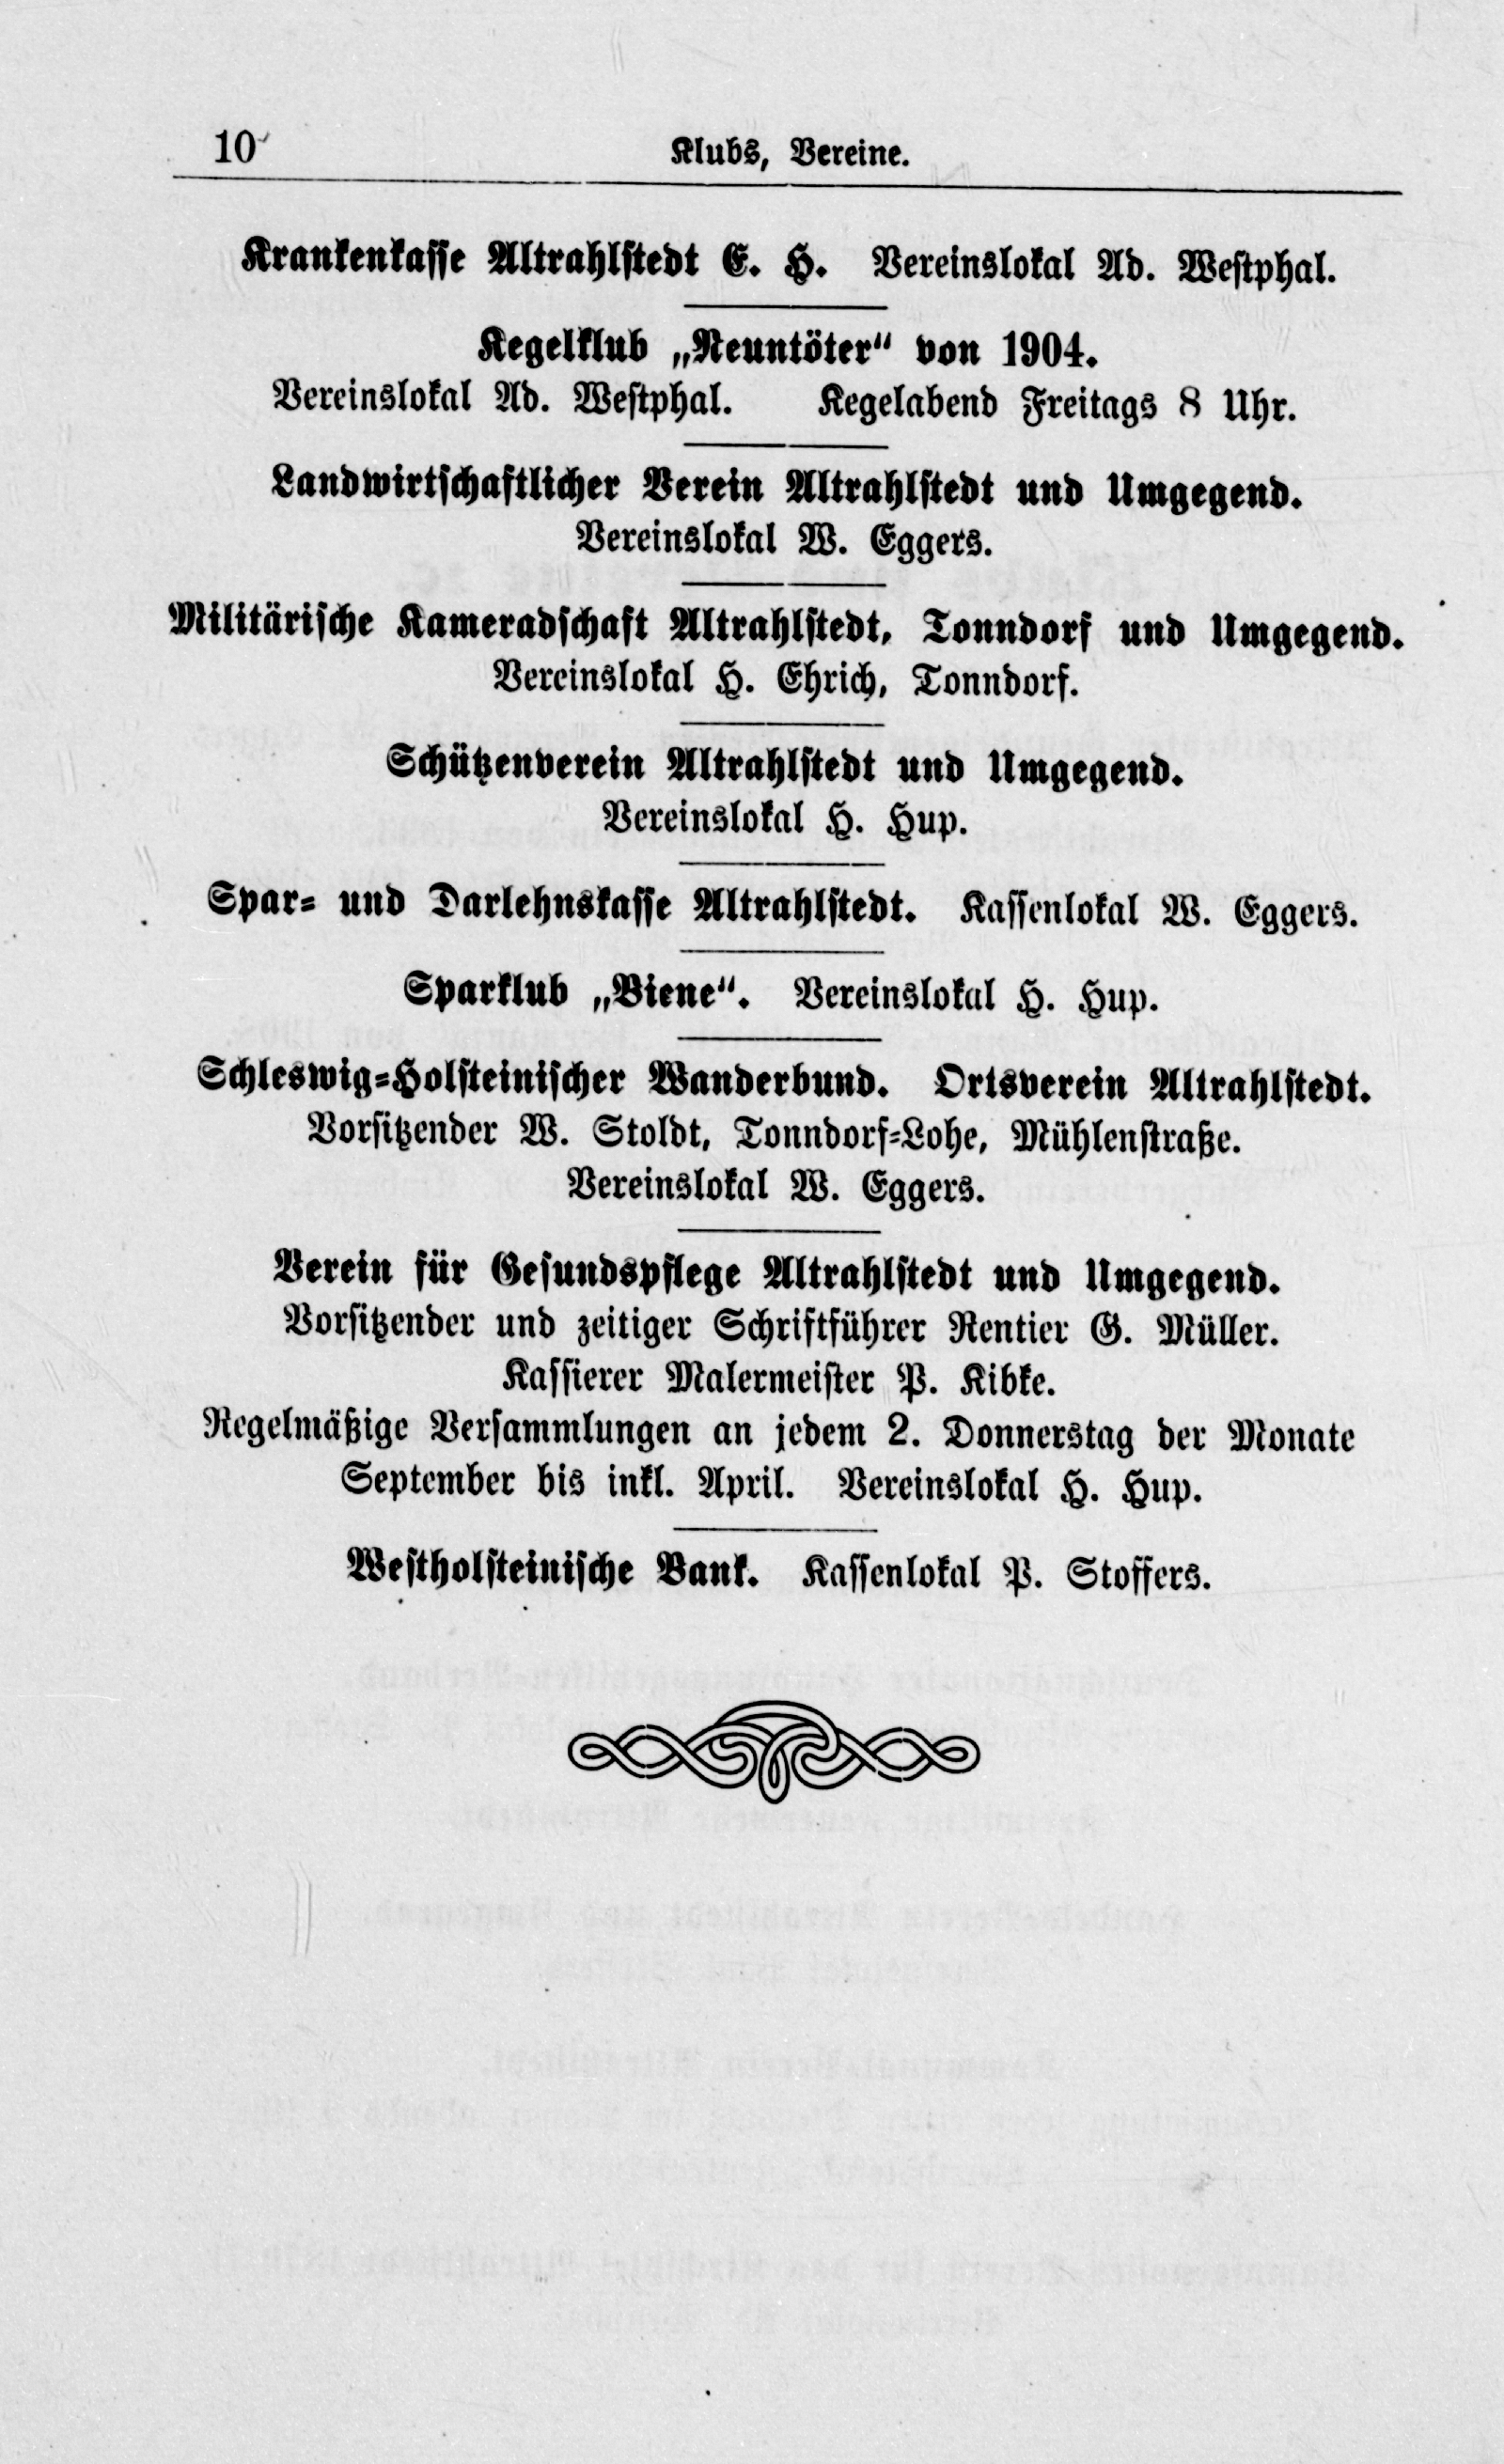 10
Klubs, Vereine.
Krankenkasse Altrahlstedt E. H. Vereinslokal Ad. Westphal.
Kegelklub „Neuntöter“ von 1904.
Vereinslokal Ad. Westphal. Kegelabend Freitags 8 Uhr.
Landwirtschaftlicher Verein Altrahlstedt und Umgegend.
Vereinslokal W. Eggers.
Militärische Kameradschaft Altrahlstedt, Tonndorf und Umgegend.
Vereinslokal H. Ehrich, Tonndorf.
Schützenverein Altrahlstedt und Umgegend.
Vereinslokal H. Hup.
Spar- und Darlehnskasse Altrahlstedt. Kassenlokal W. Eggers.
Sparklub „Biene“. Vereinslokal H. Hup.
Schleswig-Holsteinischer Wanderbund. Ortsverein Altrahlstedt.
Vorsitzender W. Stoldt, Tonndorf-Lohe, Mühlenstraße.
Vereinslokal W. Eggers.
Verein für Gesundspflege Altrahlstedt und Umgegend.
Vorsitzender und zeitiger Schriftführer Rentier G. Müller.
Kassierer Malermeister P. Kibke.
Regelmäßige Versammlungen an jedem 2. Donnerstag der Monate
September bis inkl. April. Vereinslokal H. Hup.
Westholsteinische Bank. Kassenlokal P. Stoffers.